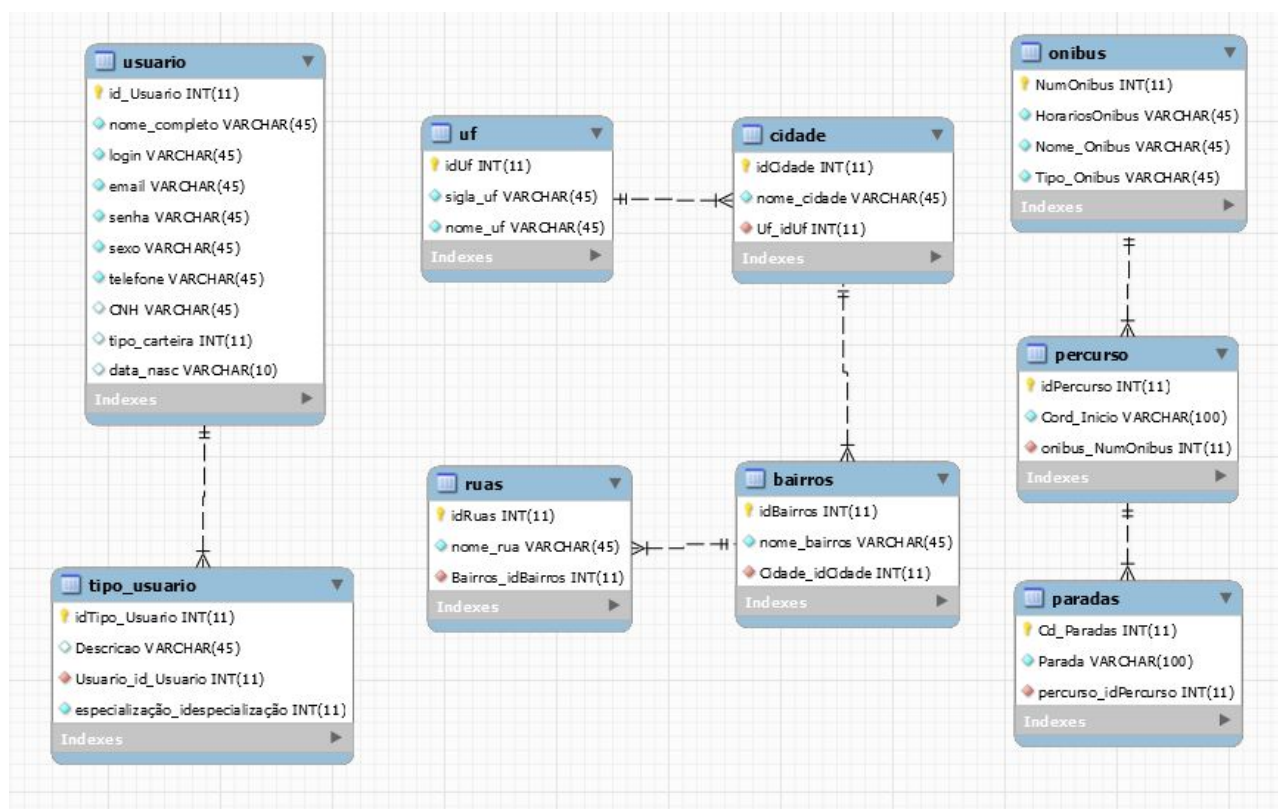 usuario
id_Usuario INT(11)
nome_completo VARCHAR(45)
login VARCHAR(45)
email VARCHAR(45)
senha VARCHAR(45)
sexo VARCHAR(45)
telefone VARCHAR(45)
CNH VARCHAR(45)
tipo_carteira INT(11)
data_nasc VARCHAR(10)
Indexes
tipo_usuario
idTipo_Usuario INT(11)
Descricao VARCHAR(45)
Usuario_id_Usuario INT(11)
especialização_idespecialização INT(11)
Indexes
uf
idUf INT(11)
sigla_uf VARCHAR(45)
nome_uf VARCHAR(45)
Indexes
cidade
idCidade INT(11)
nome_cidade VARCHAR(45)
Uf_idUf INT(11)
Indexes
ruas
idRuas INT(11)
nome_rua VARCHAR(45)
Bairros_idBairros INT(11)
Indexes
bairros
idBairros INT(11)
nome_bairros VARCHAR(45)
Cidade_idCidade INT(11)
Indexes
onibus
NumOnibus INT(11)
HorariosOnibus VARCHAR(45)
Nome_Onibus VARCHAR(45)
Tipo_Onibus VARCHAR(45)
Indexes
percurso
idPercurso INT(11)
Cord_Inicio VARCHAR(100)
onibus_NumOnibus INT(11)
Indexes
paradas
Cd_Paradas INT(11)
Parada VARCHAR(100)
percurso_idPercurso INT(11)
Indexes